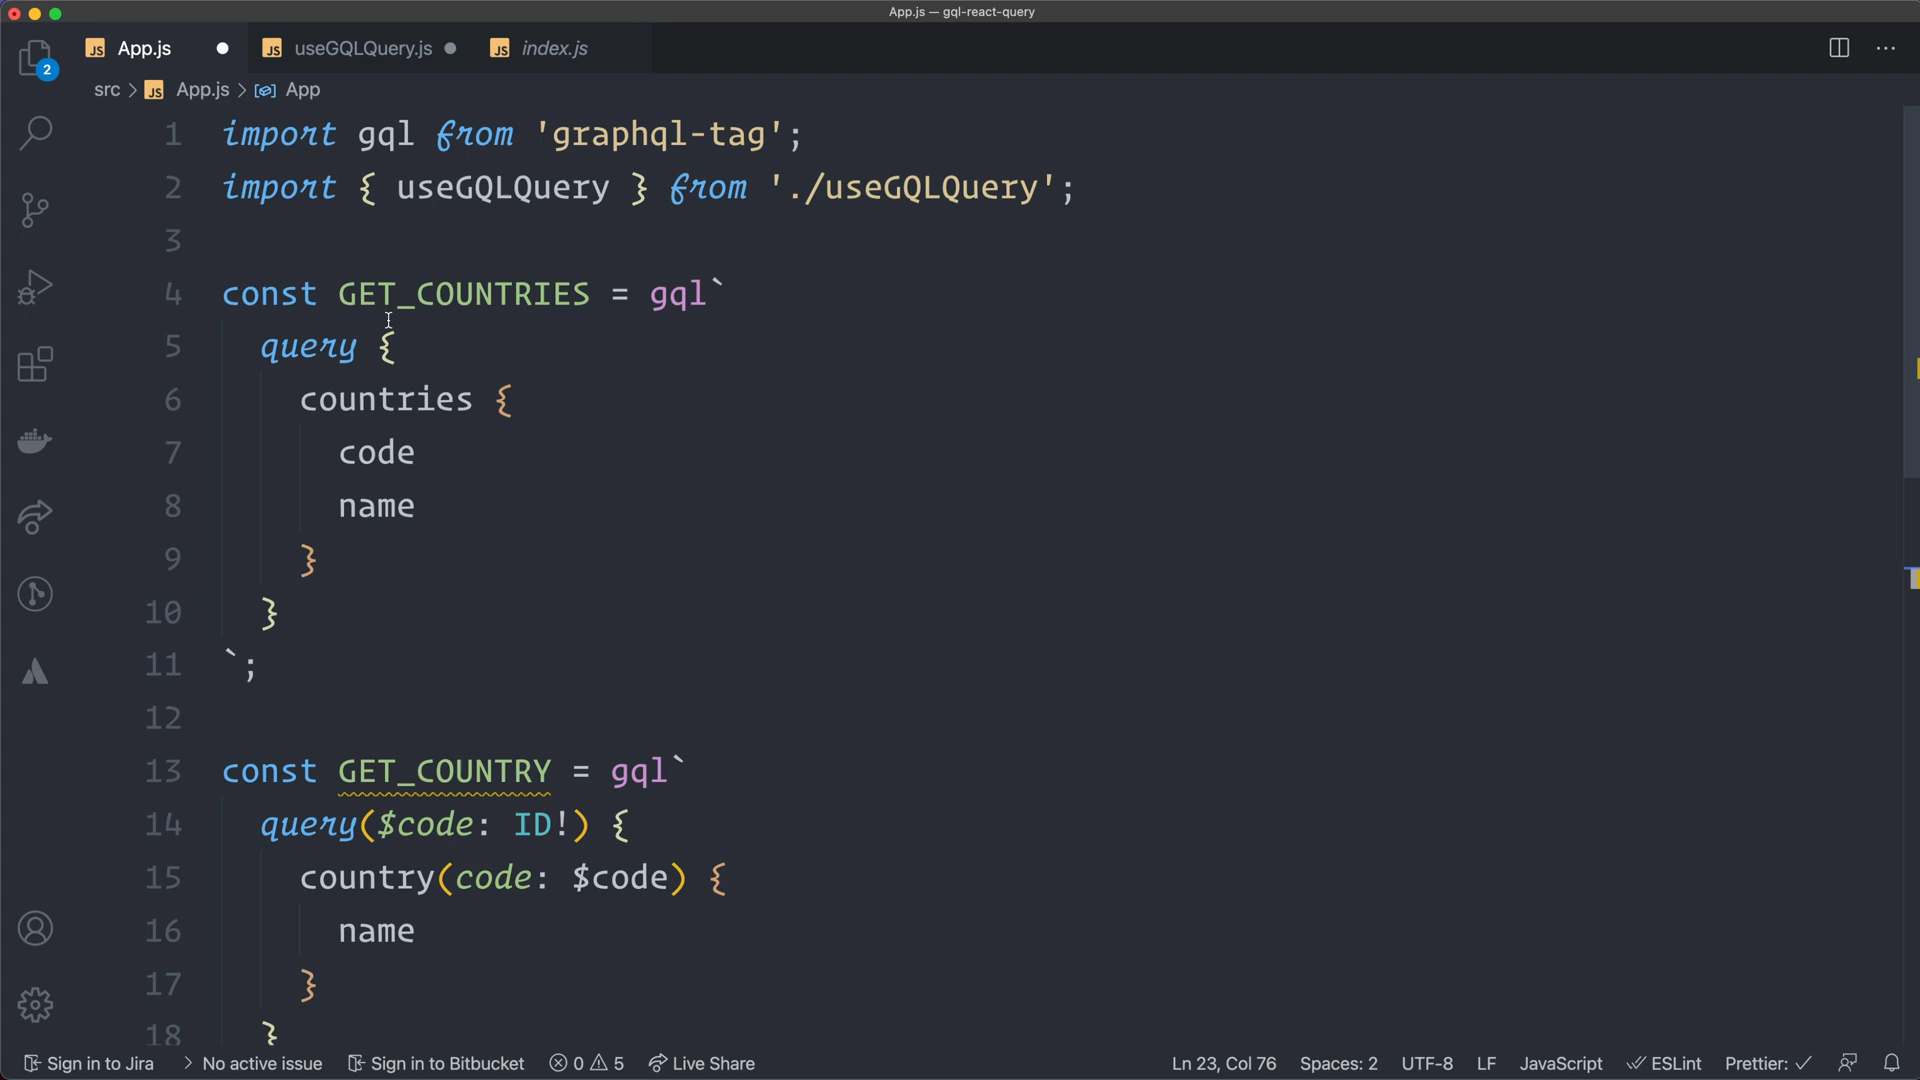 App.js — gql-react-query
JS App.js JS useGQLQuery.js JS index.js
2
src > JS App.js > App
1 import gql from 'graphql-tag';
2 import { useGQLQuery } from './useGQLQuery';
3
4 const GET_COUNTRIES = gql`
5 query {
6 countries {
7 code
8 name
9 }
10 }
11 `;
12
13 const GET_COUNTRY = gql`
14 query($code: ID!) {
15 country(code: $code) {
16 name
17 }
18 }
Sign in to Jira > No active issue Sign in to Bitbucket 0 5 Live Share Ln 23, Col 76 Spaces: 2 UTF-8 LF JavaScript ESLint Prettier: ✓